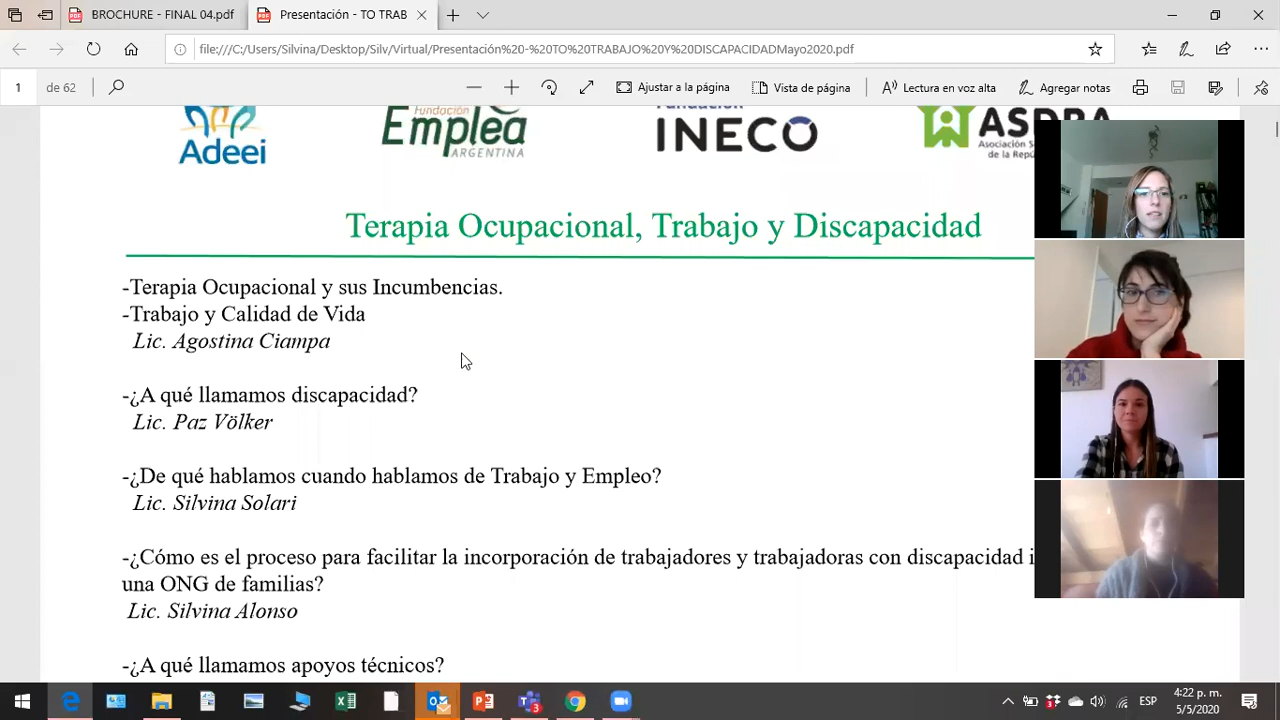 BROCHURE - FINAL 04.pdf
Presentación - TO TRAB
file:///C:/Users/Silvina/Desktop/Silv/Virtual/Presentación%20-%20TO%20TRABAJO%20Y%20DISCAPACIDADMayo2020.pdf
1 de 62
Ajustar a la página
Vista de página
Lectura en voz alta
Agregar notas
Adeei
Fundación
Emplea
ARGENTINA
Fundación
INECO
ASDRA
Asociación S
de la Repú
Terapia Ocupacional, Trabajo y Discapacidad
-Terapia Ocupacional y sus Incumbencias.
-Trabajo y Calidad de Vida
Lic. Agostina Ciampa
-¿A qué llamamos discapacidad?
Lic. Paz Völker
-¿De qué hablamos cuando hablamos de Trabajo y Empleo?
Lic. Silvina Solari
-¿Cómo es el proceso para facilitar la incorporación de trabajadores y trabajadoras con discapacidad i
una ONG de familias?
Lic. Silvina Alonso
-¿A qué llamamos apoyos técnicos?
ESP
4:22 p. m.
5/5/2020